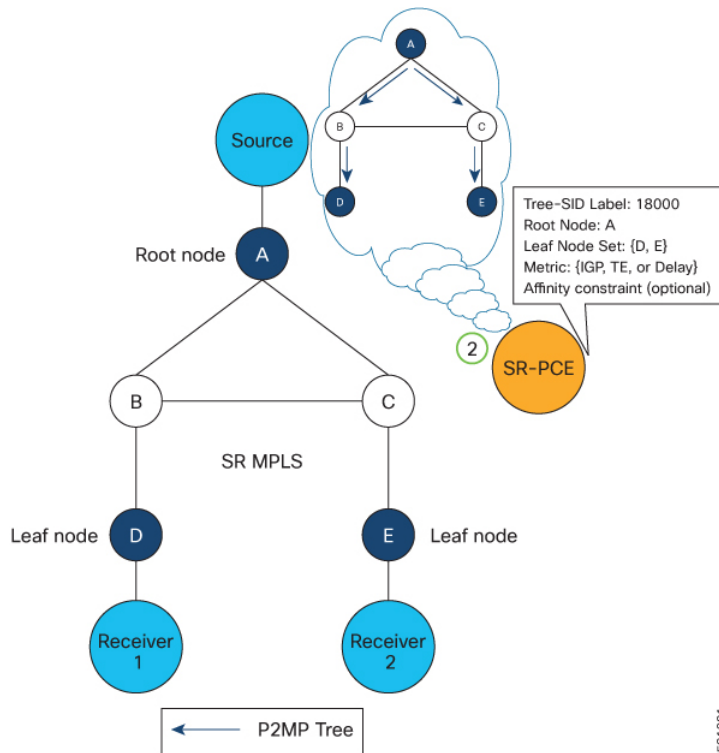 A
B
C
D
E
Source
Root node
A
Tree-SID Label: 18000
Root Node: A
Leaf Node Set: {D, E}
Metric: {IGP, TE, or Delay}
Affinity constraint (optional)
2
SR-PCE
B
C
SR MPLS
Leaf node
D
E
Leaf node
Receiver
1
Receiver
2
P2MP Tree